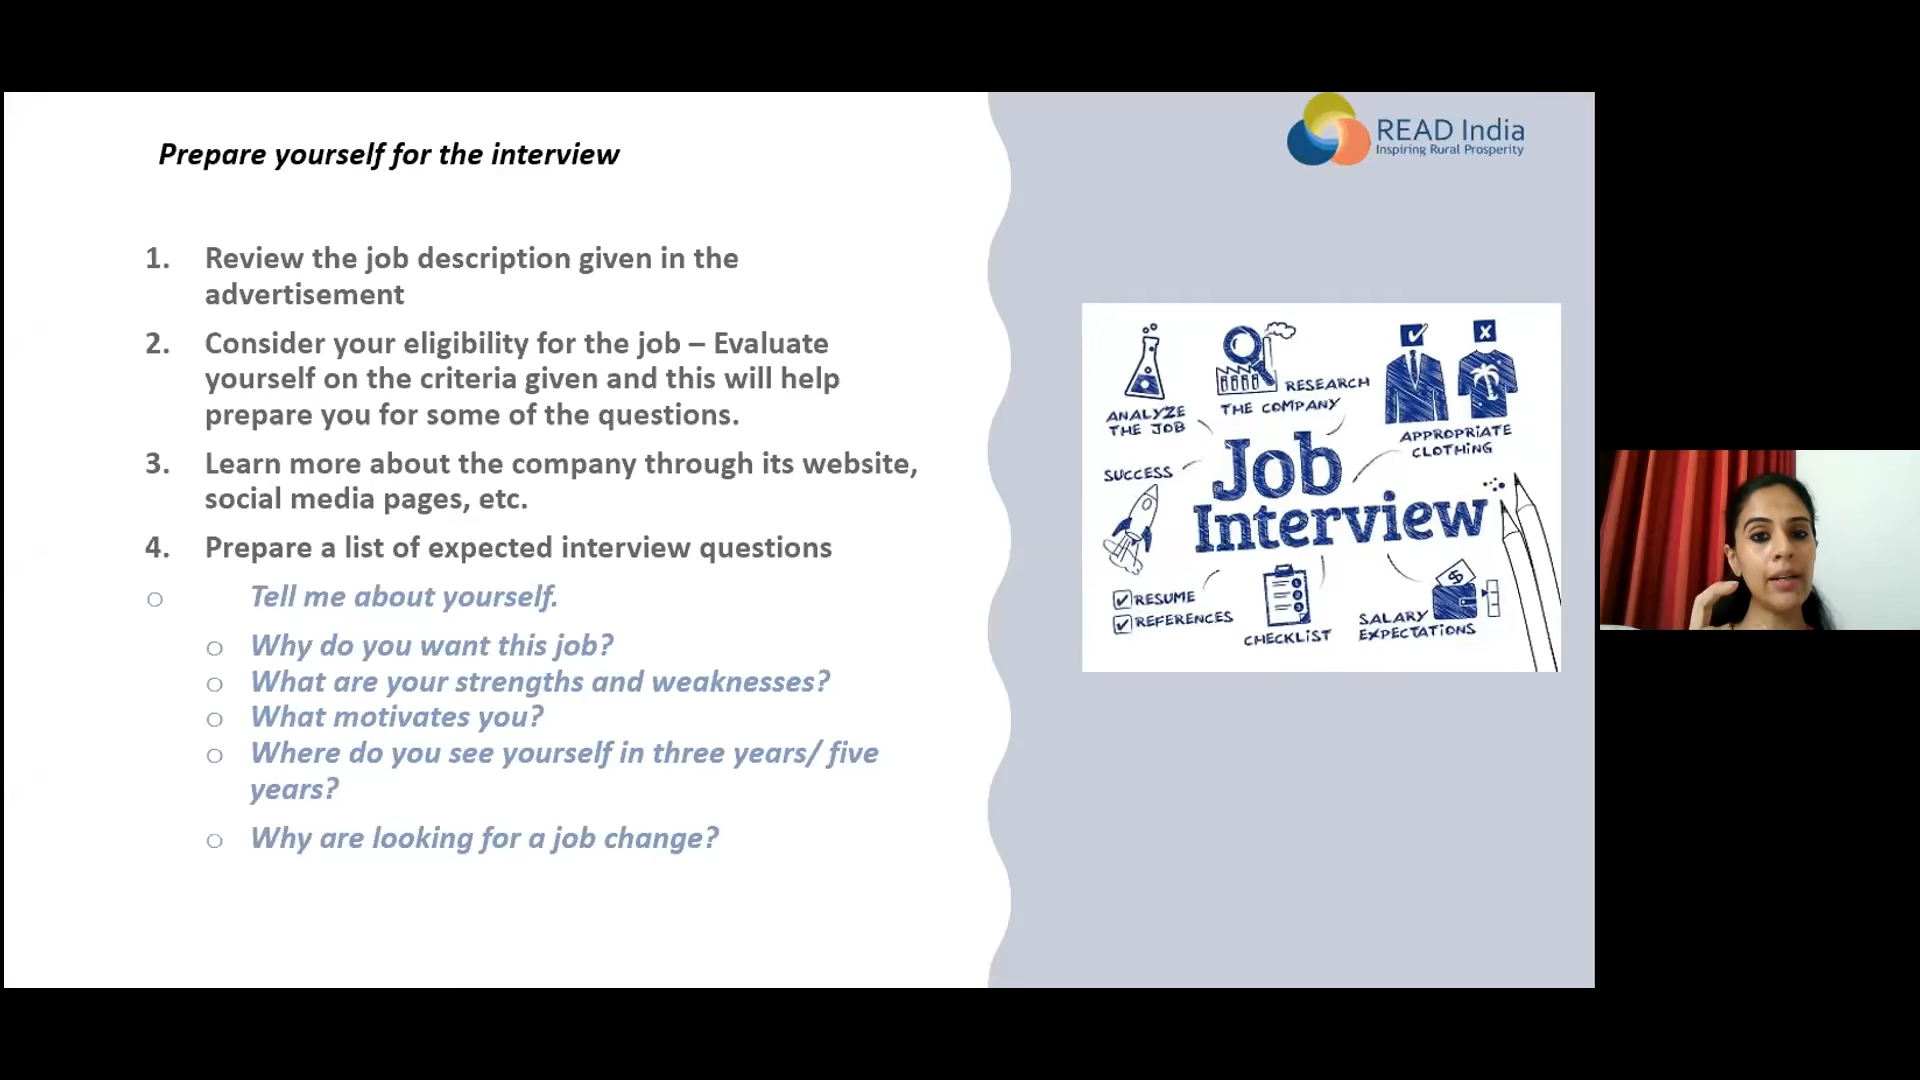 Prepare yourself for the interview
READ India
Inspiring Rural Prosperity
1. Review the job description given in the
advertisement
2. Consider your eligibility for the job – Evaluate
yourself on the criteria given and this will help
prepare you for some of the questions.
3. Learn more about the company through its website,
social media pages, etc.
4. Prepare a list of expected interview questions
o Tell me about yourself.
o Why do you want this job?
o What are your strengths and weaknesses?
o What motivates you?
o Where do you see yourself in three years/ five
years?
o Why are looking for a job change?
ANALYZE
THE JOB
RESEARCH
THE COMPANY
APPROPRIATE
CLOTHING
SUCCESS
Job
Interview
RESUME
REFERENCES
CHECKLIST
SALARY
EXPECTATIONS